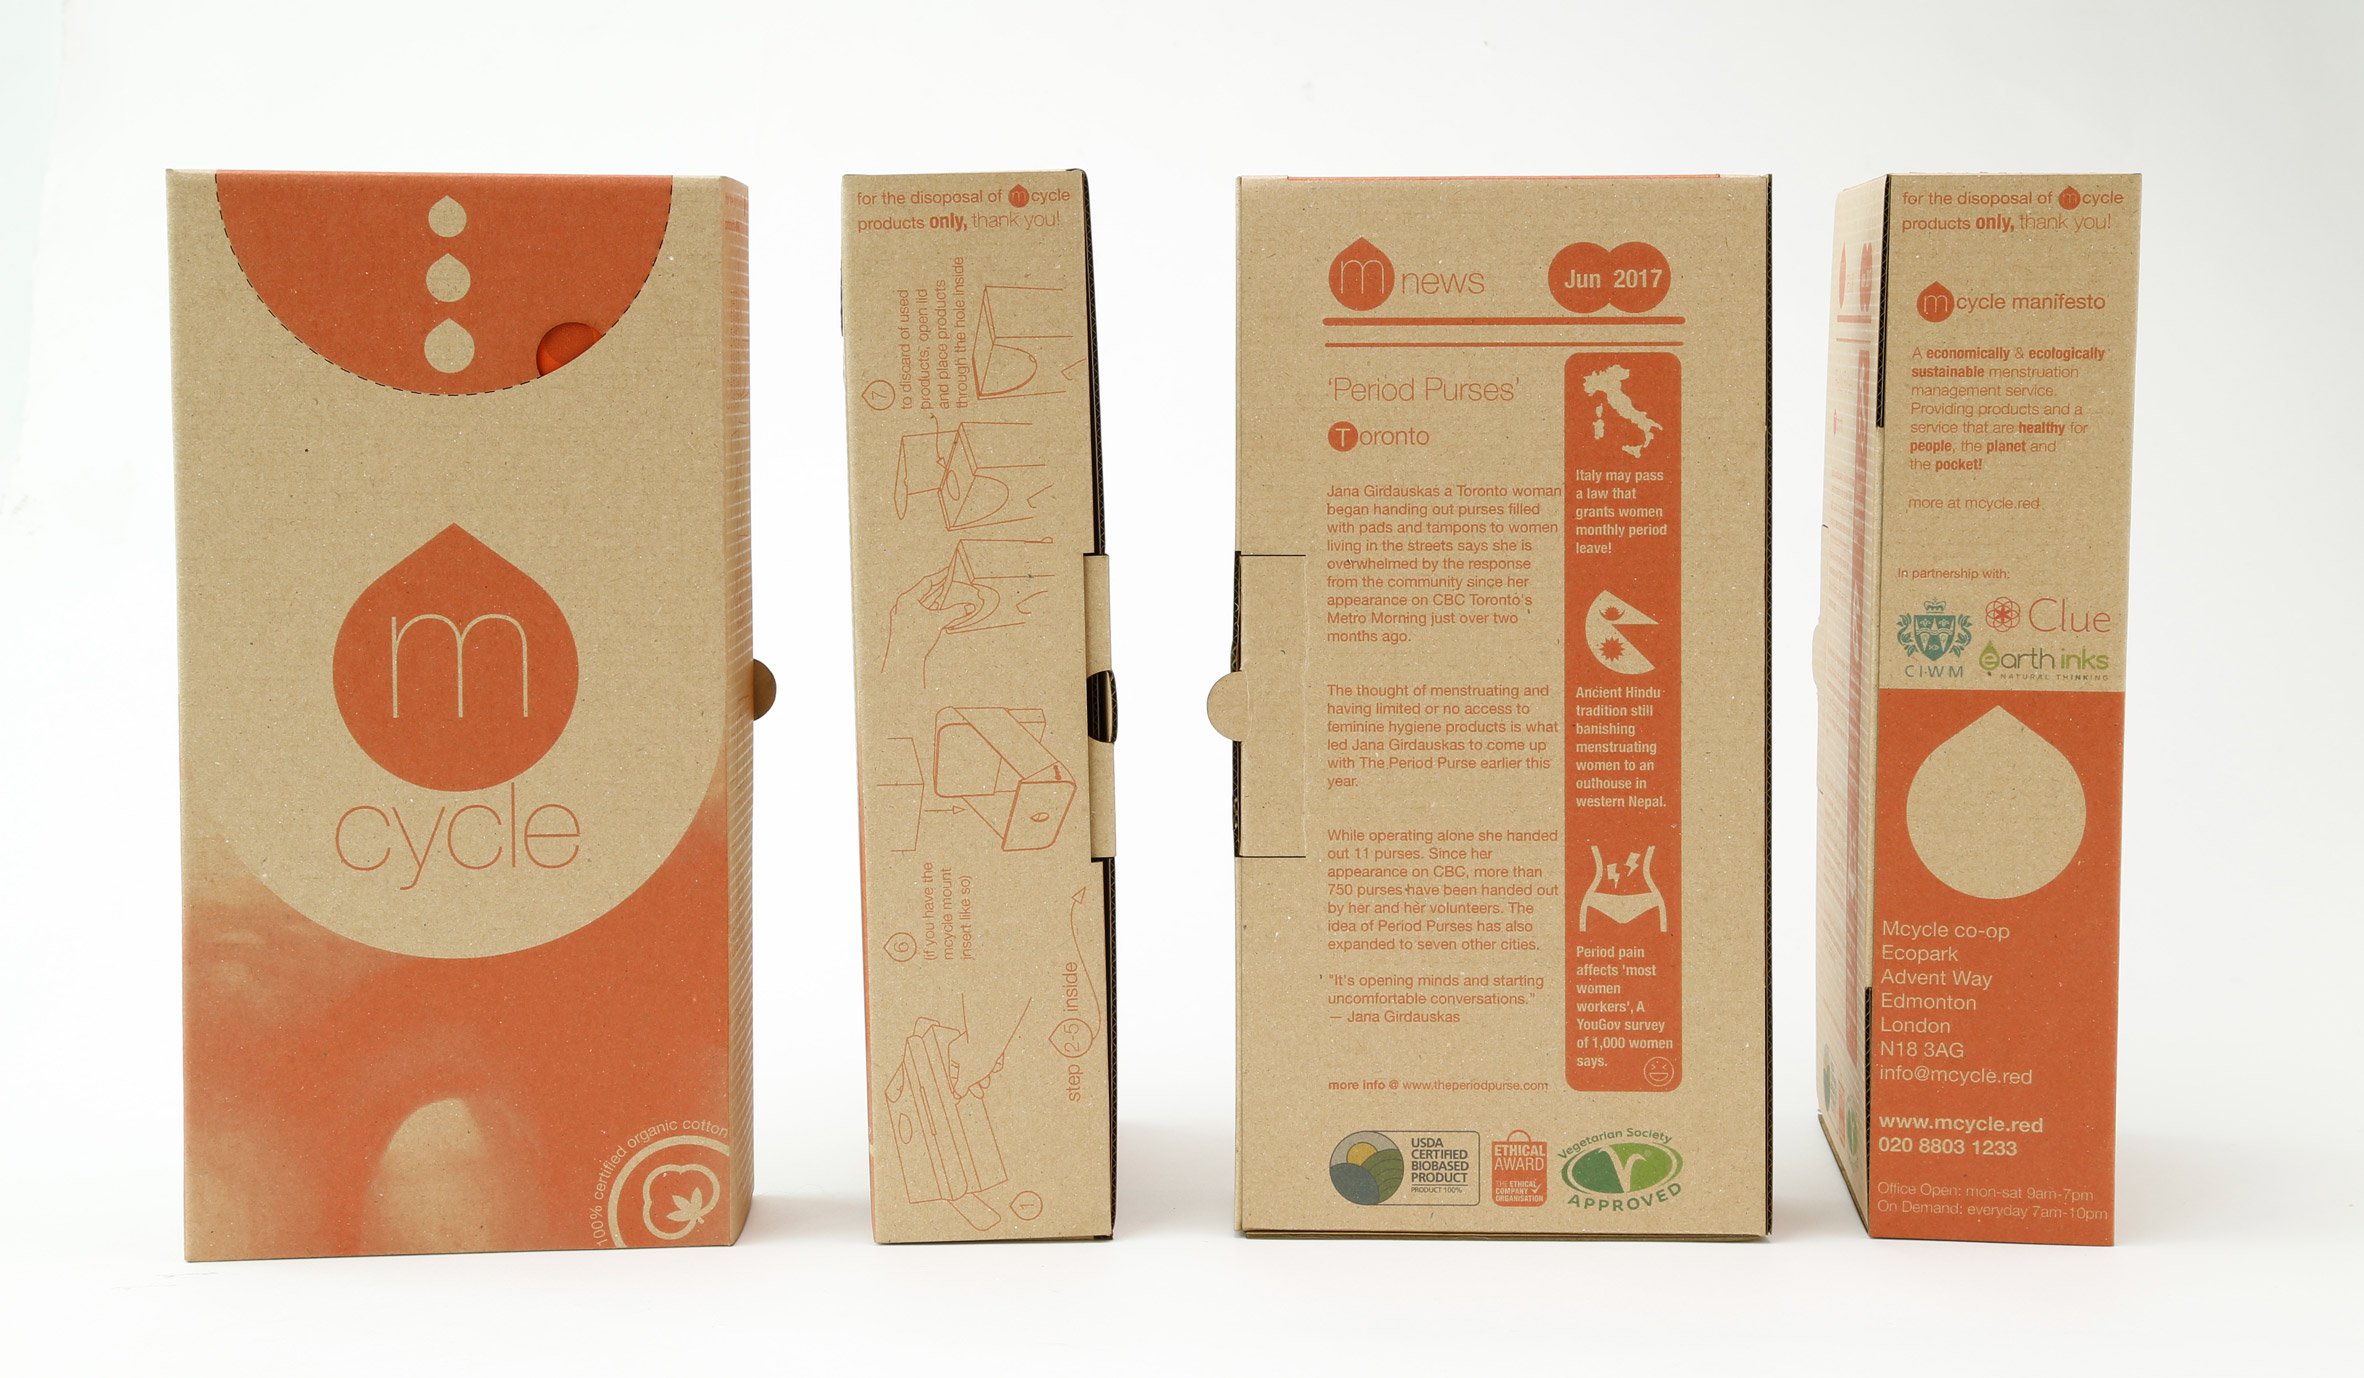 m
cycle
100% certified organic cotton
for the disoposal of m cycle
products only, thank you!
7
to discard of used
products, open lid
and place products
through the hole inside
6
(if you have the
mcycle mount
insert like so)
step 2-5 inside
1
m news
Jun 2017
'Period Purses'
Toronto
Jana Girdauskas a Toronto woman
began handing out purses filled
with pads and tampons to women
living in the streets says she is
overwhelmed by the response
from the community since her
appearance on CBC Toronto's
Metro Morning just over two
months ago.
The thought of menstruating and
having limited or no access to
feminine hygiene products is what
led Jana Girdauskas to come up
with The Period Purse earlier this
year.
While operating alone she handed
out 11 purses. Since her
appearance on CBC, more than
750 purses have been handed out
by her and her volunteers. The
idea of Period Purses has also
expanded to seven other cities.
"It's opening minds and starting
uncomfortable conversations."
— Jana Girdauskas
more info @ www.theperiodpurse.com
Italy may pass
a law that
grants women
monthly period
leave!
Ancient Hindu
tradition still
banishing
menstruating
women to an
outhouse in
western Nepal.
Period pain
affects 'most
women
workers', A
YouGov survey
of 1,000 women
says.
USDA
CERTIFIED
BIOBASED
PRODUCT
PRODUCT 100%
ETHICAL
AWARD
THE ETHICAL
COMPANY
ORGANISATION
Vegetarian Society
APPROVED
for the disoposal of m cycle
products only, thank you!
m cycle manifesto
A economically & ecologically
sustainable menstruation
management service.
Providing products and a
service that are healthy for
people, the planet and
the pocket!
more at mcycle.red
In partnership with:
CIWM
Clue
earth inks
NATURAL THINKING
Mcycle co-op
Ecopark
Advent Way
Edmonton
London
N18 3AG
info@mcycle.red
www.mcycle.red
020 8803 1233
Office Open: mon-sat 9am-7pm
On Demand: everyday 7am-10pm